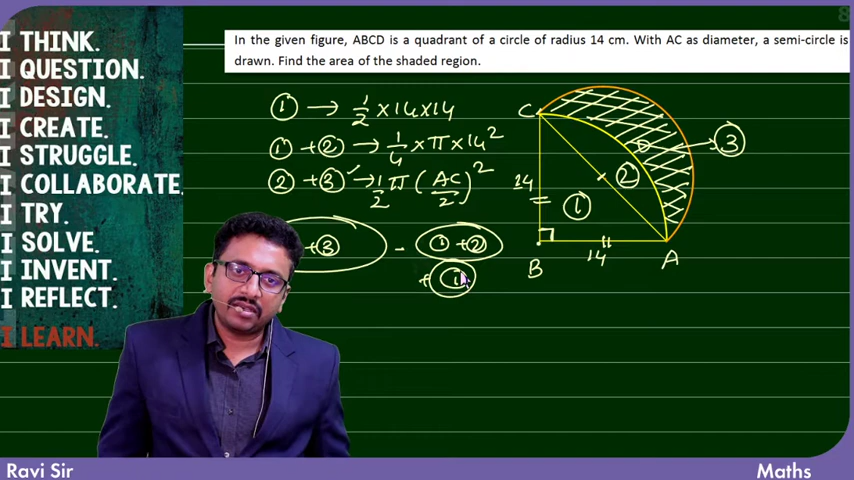 I THINK.
I QUESTION.
I DESIGN.
I CREATE.
I STRUGGLE.
I COLLABORATE.
I TRY.
I SOLVE.
I INVENT.
I REFLECT.
I LEARN.
In the given figure, ABCD is a quadrant of a circle of radius 14 cm. With AC as diameter, a semi-circle is
drawn. Find the area of the shaded region.
① → 1/2 × 14 × 14
① + ② → 1/4 × π × 14²
② + ③ → 1/2 π (AC/2)²
+ ③ - ① + ②
+ ①
C
14
①
②
③
B
14
A
Ravi Sir
Maths